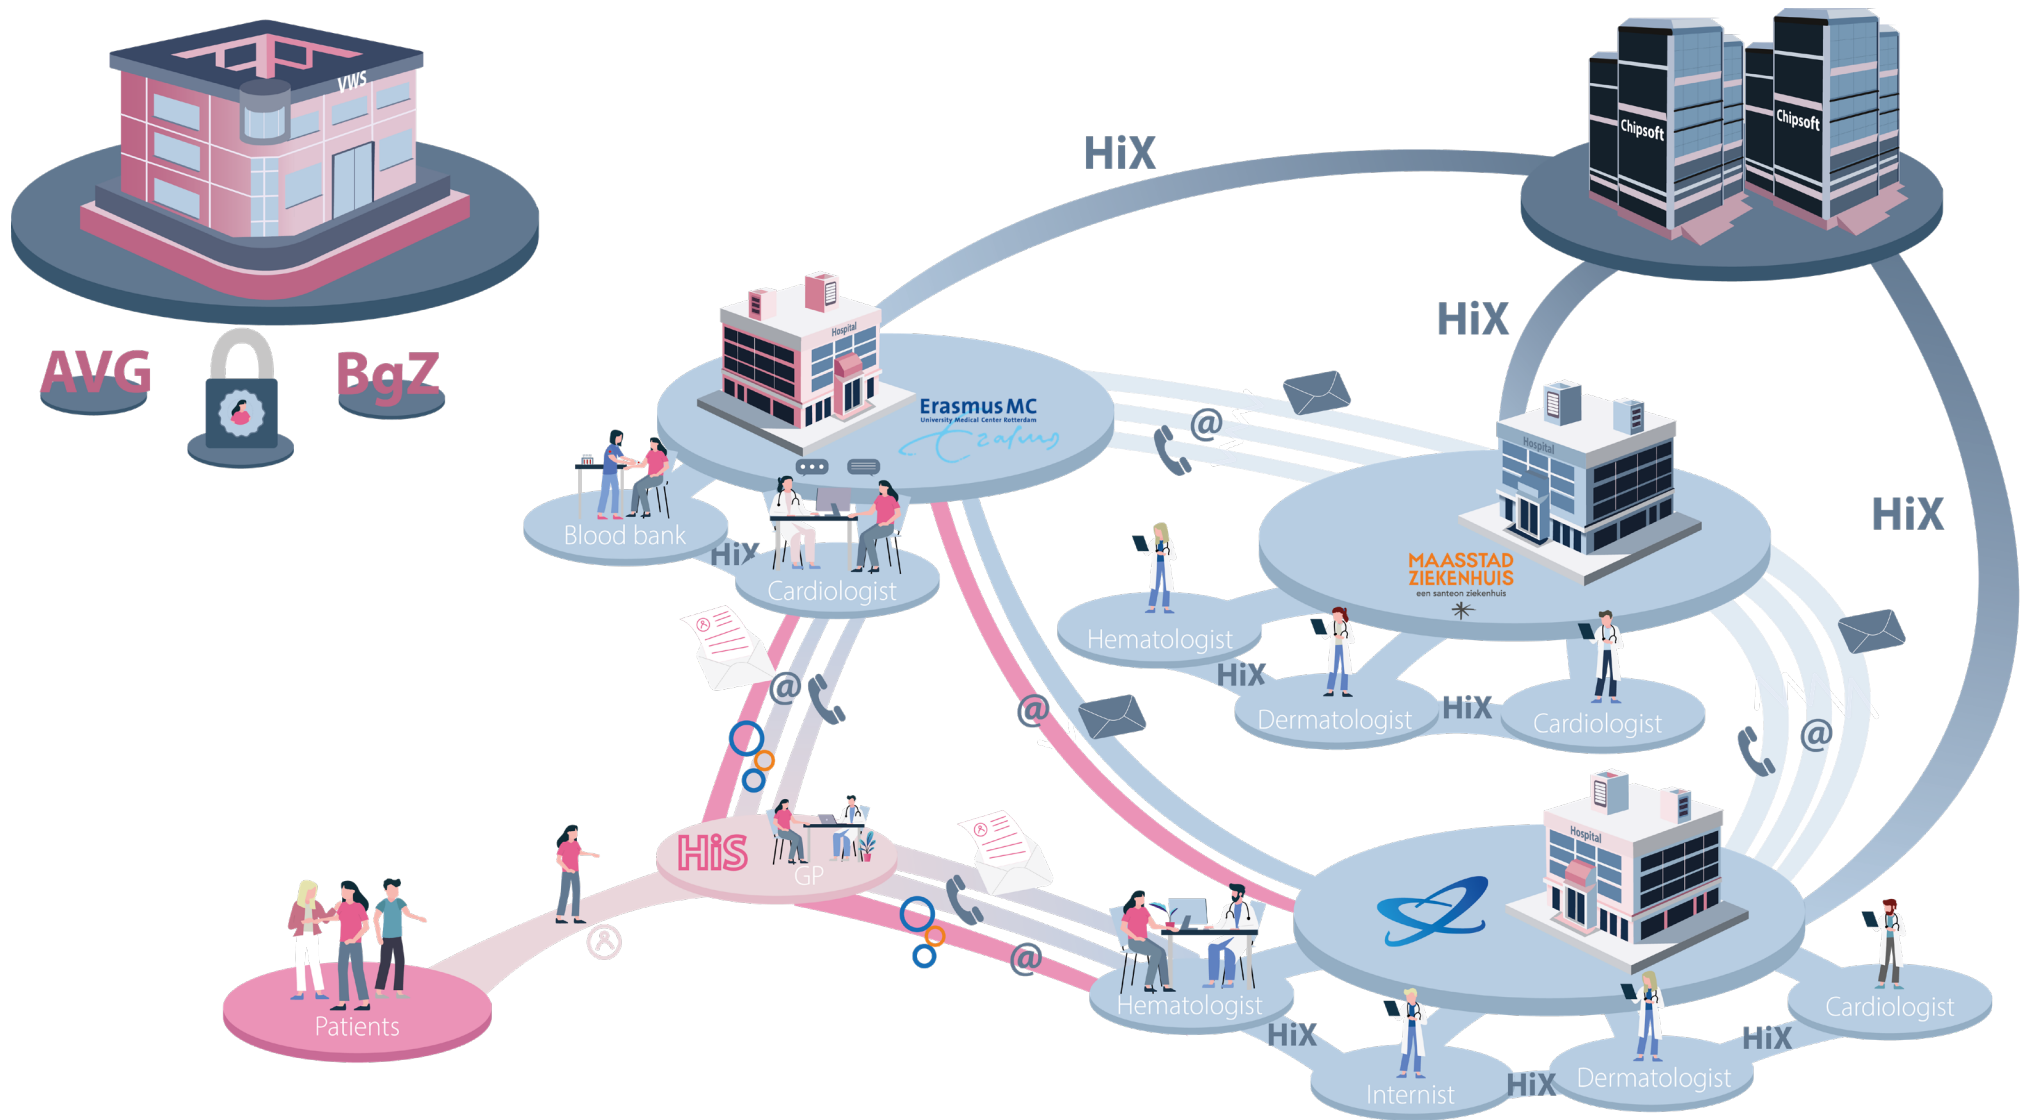 VWS
AVG
BgZ
Chipsoft
Chipsoft
HiX
HiX
HiX
Hospital
Erasmus MC
University Medical Center Rotterdam
Erasmus
@
Blood bank
HiX
Cardiologist
Hospital
MAASSTAD
ZIEKENHUIS
een santeon ziekenhuis
Hematologist
HiX
Dermatologist
HiX
Cardiologist
@
@
@
HiS
GP
@
Patients
Hospital
Hematologist
HiX
Internist
HiX
Dermatologist
HiX
Cardiologist